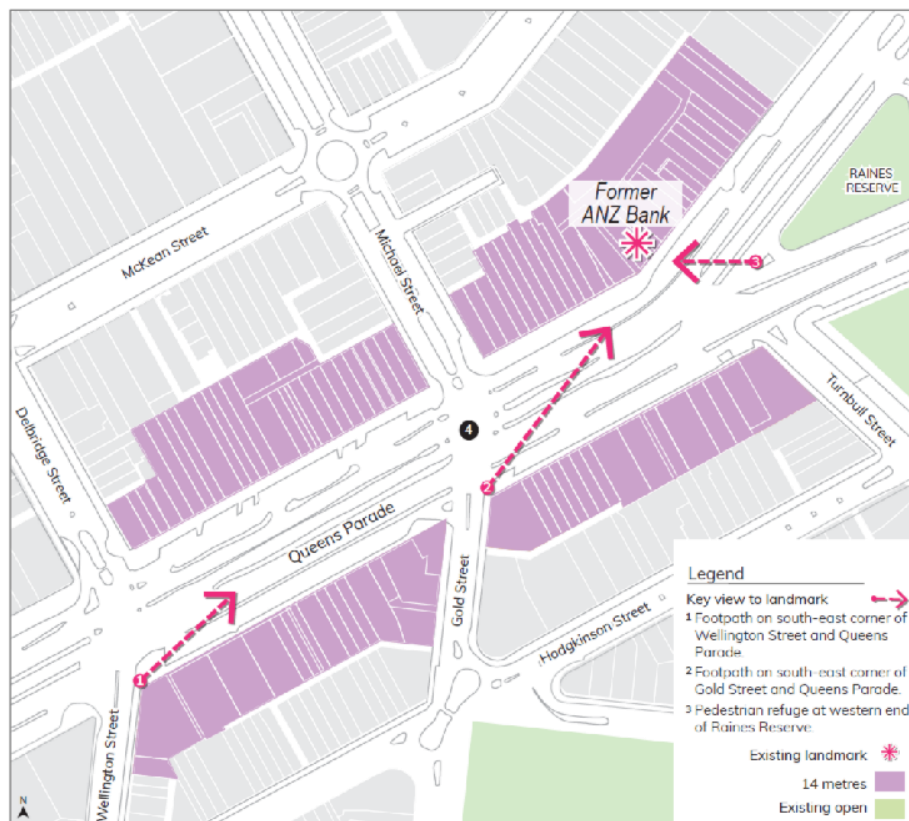 RAINES
RESERVE
Former
ANZ Bank
McKean Street
Michael Street
3
Delbridge Street
Turnbull Street
4
2
Queens Parade
Gold Street
Hodgkinson Street
1
Wellington Street
N
Legend
Key view to landmark
1 Footpath on south-east corner of
Wellington Street and Queens
Parade.
2 Footpath on south-east corner of
Gold Street and Queens Parade.
3 Pedestrian refuge at western end
of Raines Reserve.
Existing landmark
14 metres
Existing open